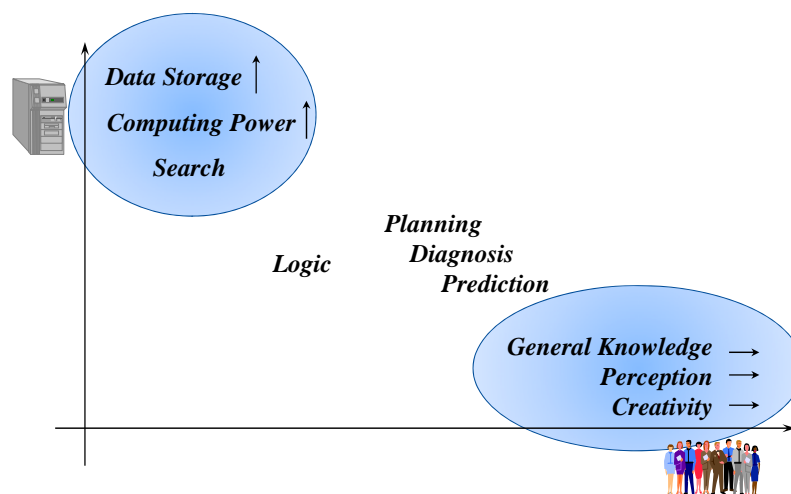 Data Storage
Computing Power
Search
Planning
Logic
Diagnosis
Prediction
General Knowledge
Perception
Creativity